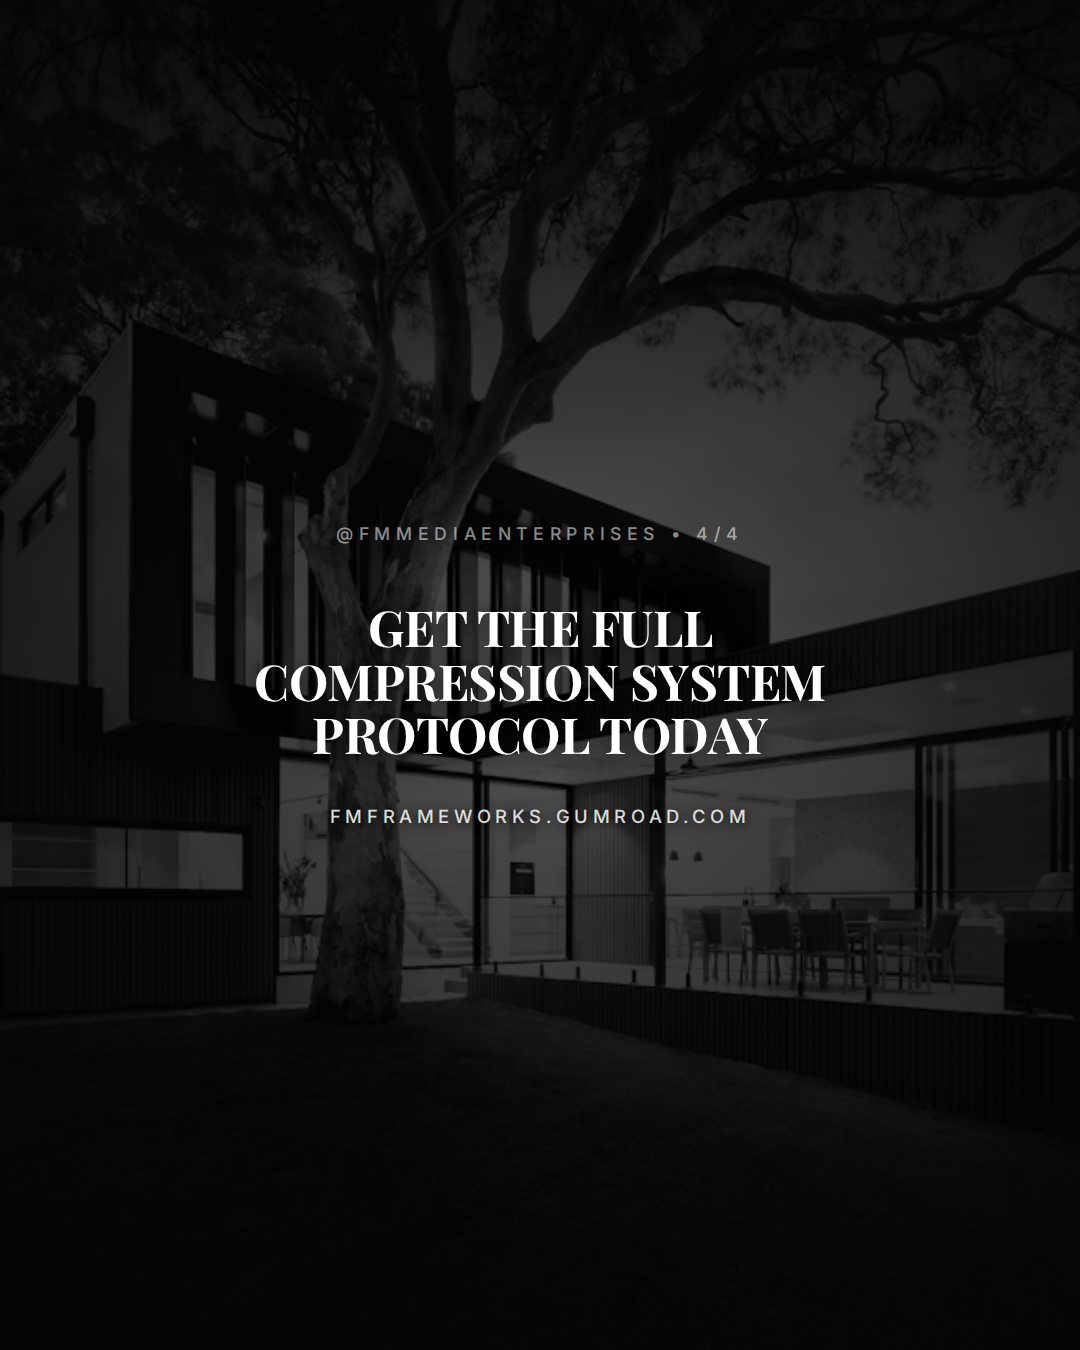 @FMMEDIAENTERPRISES • 4/4
GET THE FULL
COMPRESSION SYSTEM
PROTOCOL TODAY
FMFRAMEWORKS.GUMROAD.COM